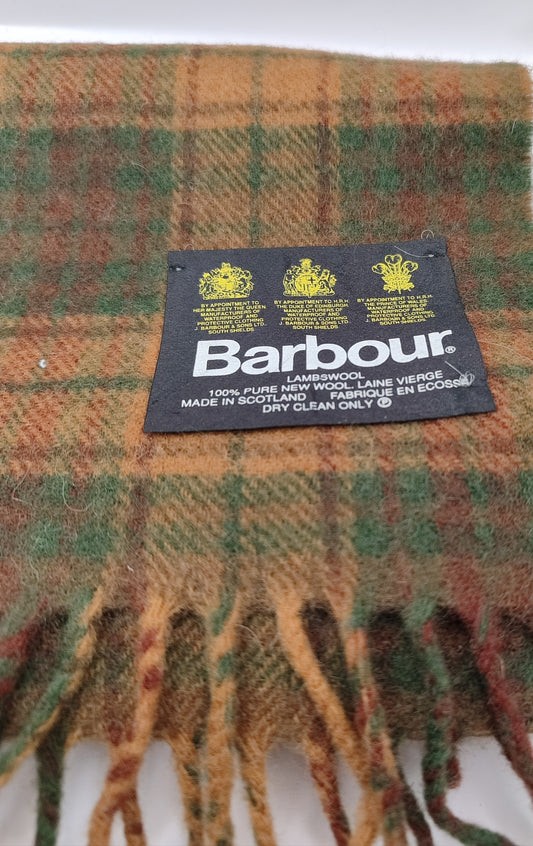 BY APPOINTMENT TO
HER MAJESTY THE QUEEN
MANUFACTURERS OF
WATERPROOF AND
PROTECTIVE CLOTHING
J. BARBOUR & SONS LTD.
SOUTH SHIELDS
BY APPOINTMENT TO H.R.H.
THE DUKE OF EDINBURGH
MANUFACTURERS OF
WATERPROOF AND
PROTECTIVE CLOTHING
J. BARBOUR & SONS LTD.
SOUTH SHIELDS
BY APPOINTMENT TO H.R.H.
THE PRINCE OF WALES
MANUFACTURERS OF
WATERPROOF AND
PROTECTIVE CLOTHING
J. BARBOUR & SONS LTD.
SOUTH SHIELDS
Barbour®
LAMBSWOOL
100% PURE NEW WOOL. LAINE VIERGE
MADE IN SCOTLAND FABRIQUE EN ECOSSE
DRY CLEAN ONLY Ⓟ